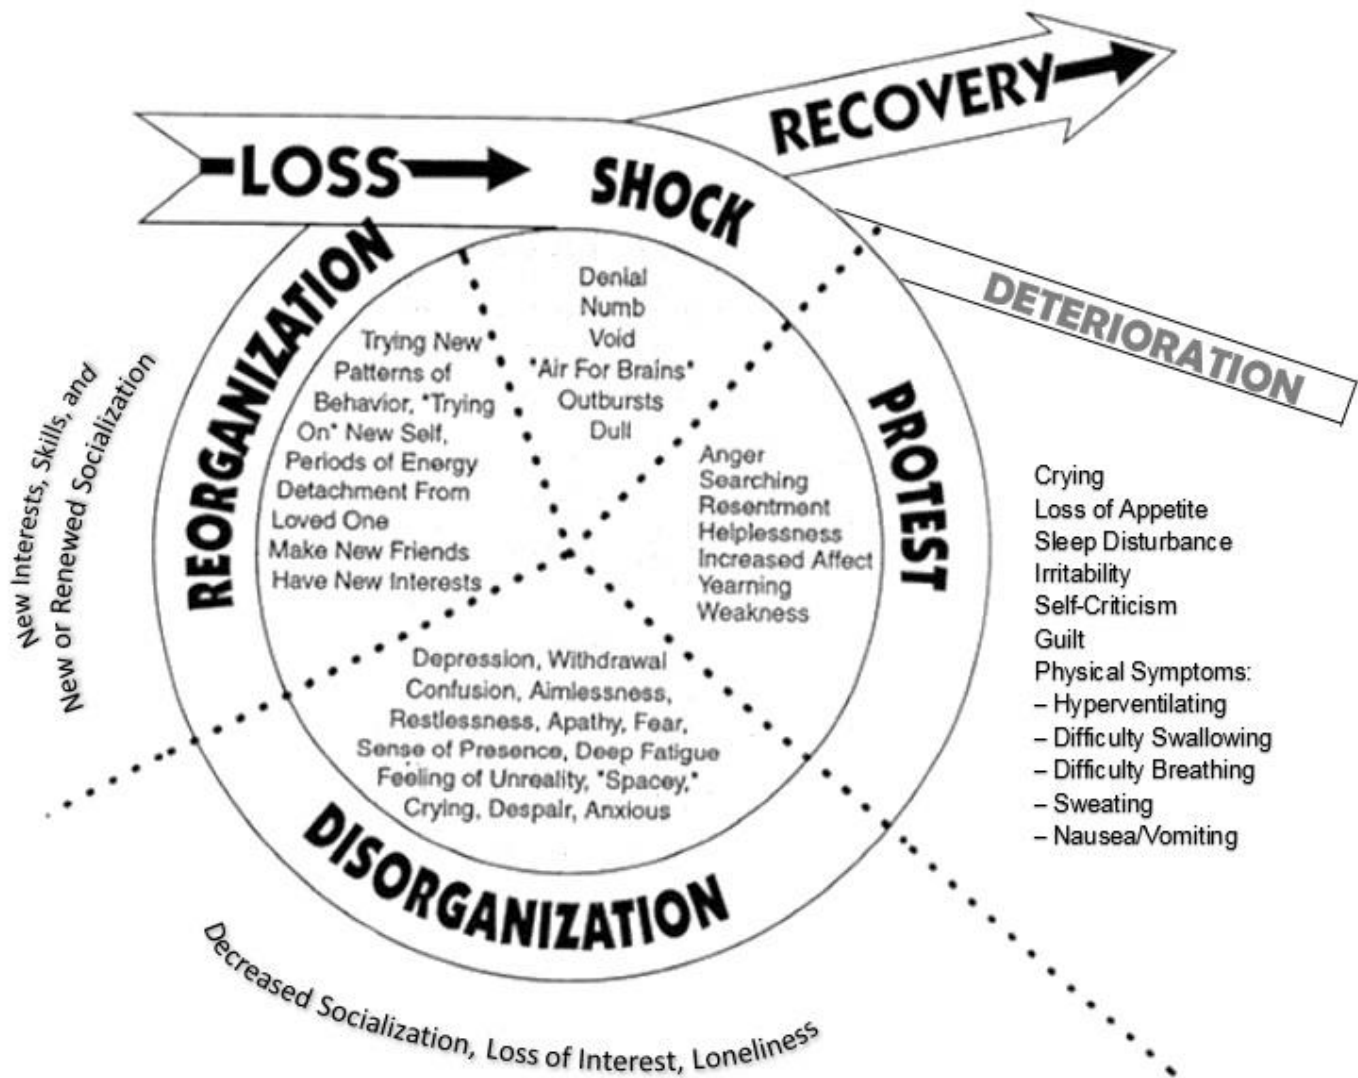 LOSS
SHOCK
RECOVERY
DETERIORATION
PROTEST
DISORGANIZATION
REORGANIZATION
Denial
Numb
Void
"Air For Brains"
Outbursts
Dull
Anger
Searching
Resentment
Helplessness
Increased Affect
Yearning
Weakness
Depression, Withdrawal
Confusion, Aimlessness,
Restlessness, Apathy, Fear,
Sense of Presence, Deep Fatigue
Feeling of Unreality, "Spacey,"
Crying, Despair, Anxious
Trying New
Patterns of
Behavior, "Trying
On" New Self,
Periods of Energy
Detachment From
Loved One
Make New Friends
Have New Interests
New Interests, Skills, and
New or Renewed Socialization
Decreased Socialization, Loss of Interest, Loneliness
Crying
Loss of Appetite
Sleep Disturbance
Irritability
Self-Criticism
Guilt
Physical Symptoms:
– Hyperventilating
– Difficulty Swallowing
– Difficulty Breathing
– Sweating
– Nausea/Vomiting